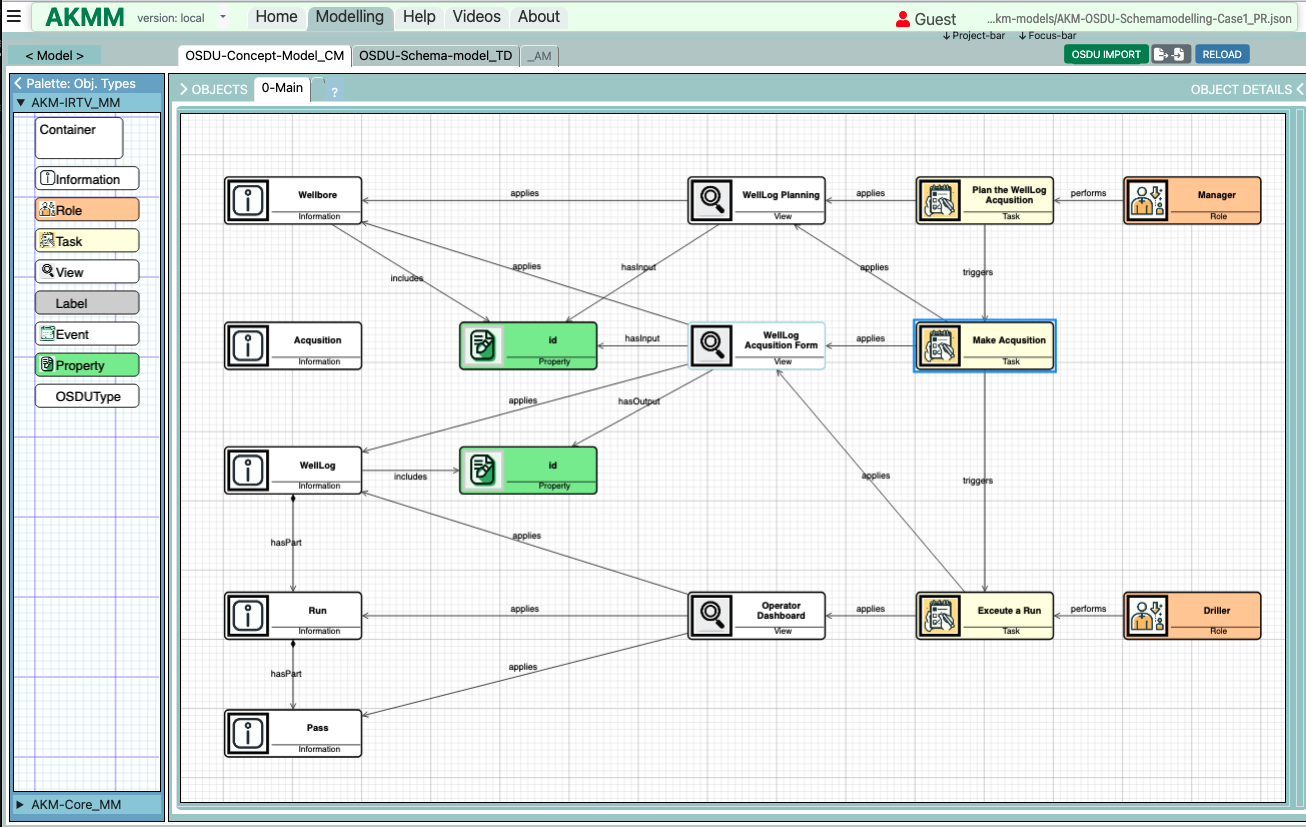 AKMM
version: local
Home
Modelling
Help
Videos
About
Guest
...km-models/AKM-OSDU-Schemamodelling-Case1_PR.json
↓ Project-bar
↓ Focus-bar
< Model >
OSDU-Concept-Model_CM
OSDU-Schema-model_TD
_AM
OSDU IMPORT
RELOAD
Palette: Obj. Types
AKM-IRTV_MM
Container
Information
Role
Task
View
Label
Event
Property
OSDUType
AKM-Core_MM
OBJECTS
0-Main
?
OBJECT DETAILS
Wellbore
Information
applies
WellLog Planning
View
applies
Plan the WellLog
Acqusition
Task
performs
Manager
Role
includes
applies
hasInput
applies
triggers
Acqusition
Information
id
Property
hasInput
WellLog
Acqusition Form
View
applies
Make Acqusition
Task
applies
hasOutput
WellLog
Information
includes
id
Property
applies
triggers
hasPart
applies
Run
Information
applies
Operator
Dashboard
View
applies
Exceute a Run
Task
performs
Driller
Role
hasPart
applies
Pass
Information